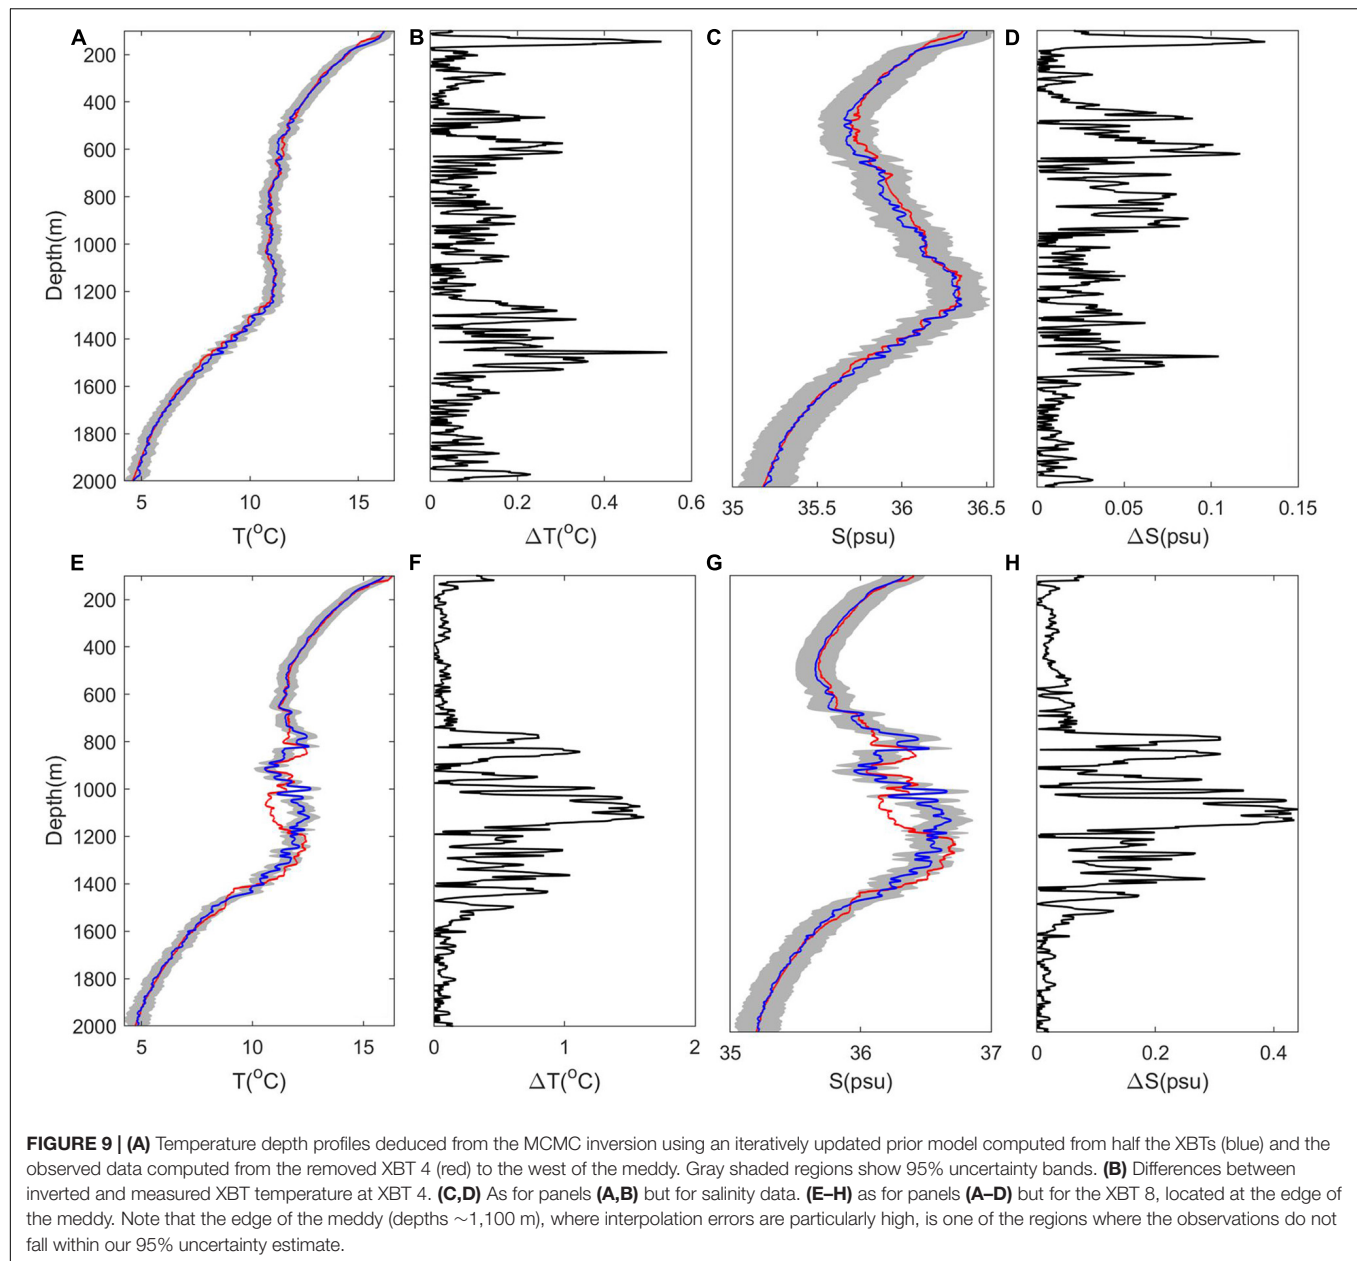 A B C D
200
400
600
800
1000
1200
1400
1600
1800
2000
Depth(m)
5 10 15 0 0.2 0.4 0.6 35 35.5 36 36.5 0 0.05 0.1 0.15
T(°C) ΔT(°C) S(psu) ΔS(psu)
E F G H
200
400
600
800
1000
1200
1400
1600
1800
2000
Depth(m)
5 10 15 0 1 2 35 36 37 0 0.2 0.4
T(°C) ΔT(°C) S(psu) ΔS(psu)
FIGURE 9 | (A) Temperature depth profiles deduced from the MCMC inversion using an iteratively updated prior model computed from half the XBTs (blue) and the
observed data computed from the removed XBT 4 (red) to the west of the meddy. Gray shaded regions show 95% uncertainty bands. (B) Differences between
inverted and measured XBT temperature at XBT 4. (C,D) As for panels (A,B) but for salinity data. (E–H) as for panels (A–D) but for the XBT 8, located at the edge of
the meddy. Note that the edge of the meddy (depths ∼1,100 m), where interpolation errors are particularly high, is one of the regions where the observations do not
fall within our 95% uncertainty estimate.